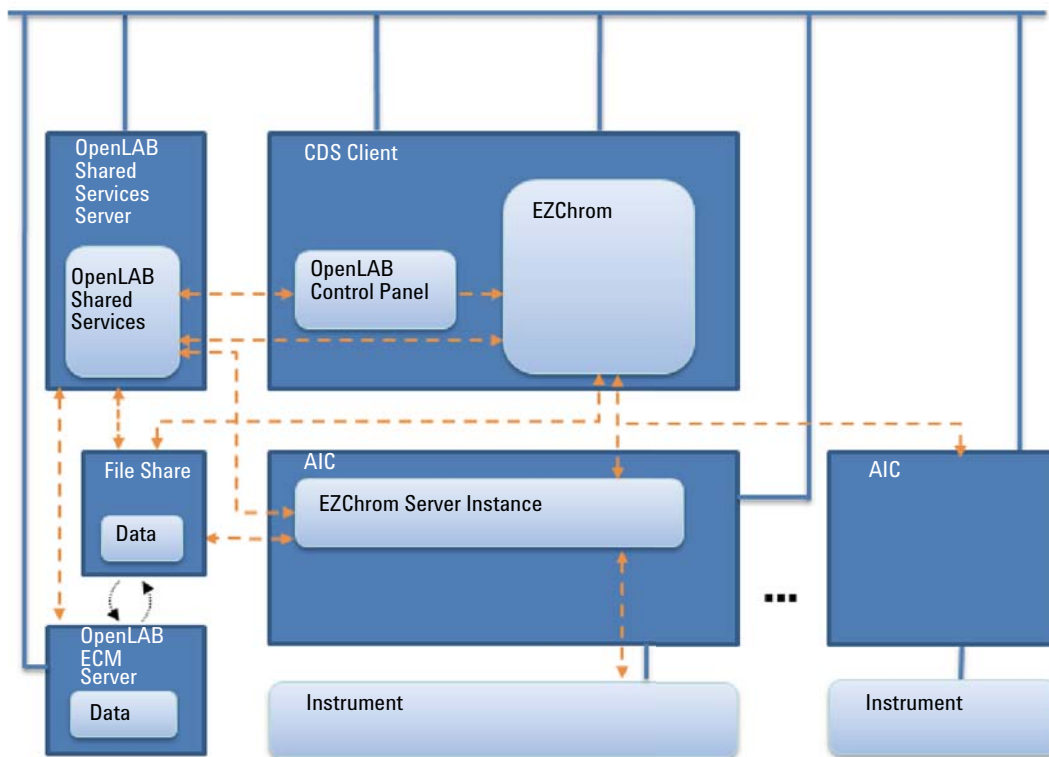 OpenLAB
Shared
Services
Server
OpenLAB
Shared
Services
CDS Client
OpenLAB
Control Panel
EZChrom
File Share
Data
AIC
EZChrom Server Instance
AIC
OpenLAB
ECM
Server
Data
Instrument
Instrument